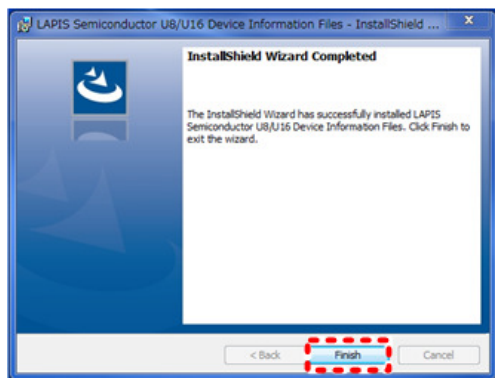 LAPIS Semiconductor U8/U16 Device Information Files - InstallShield ...
InstallShield Wizard Completed
The InstallShield Wizard has successfully installed LAPIS
Semiconductor U8/U16 Device Information Files. Click Finish to
exit the wizard.
< Back
Finish
Cancel